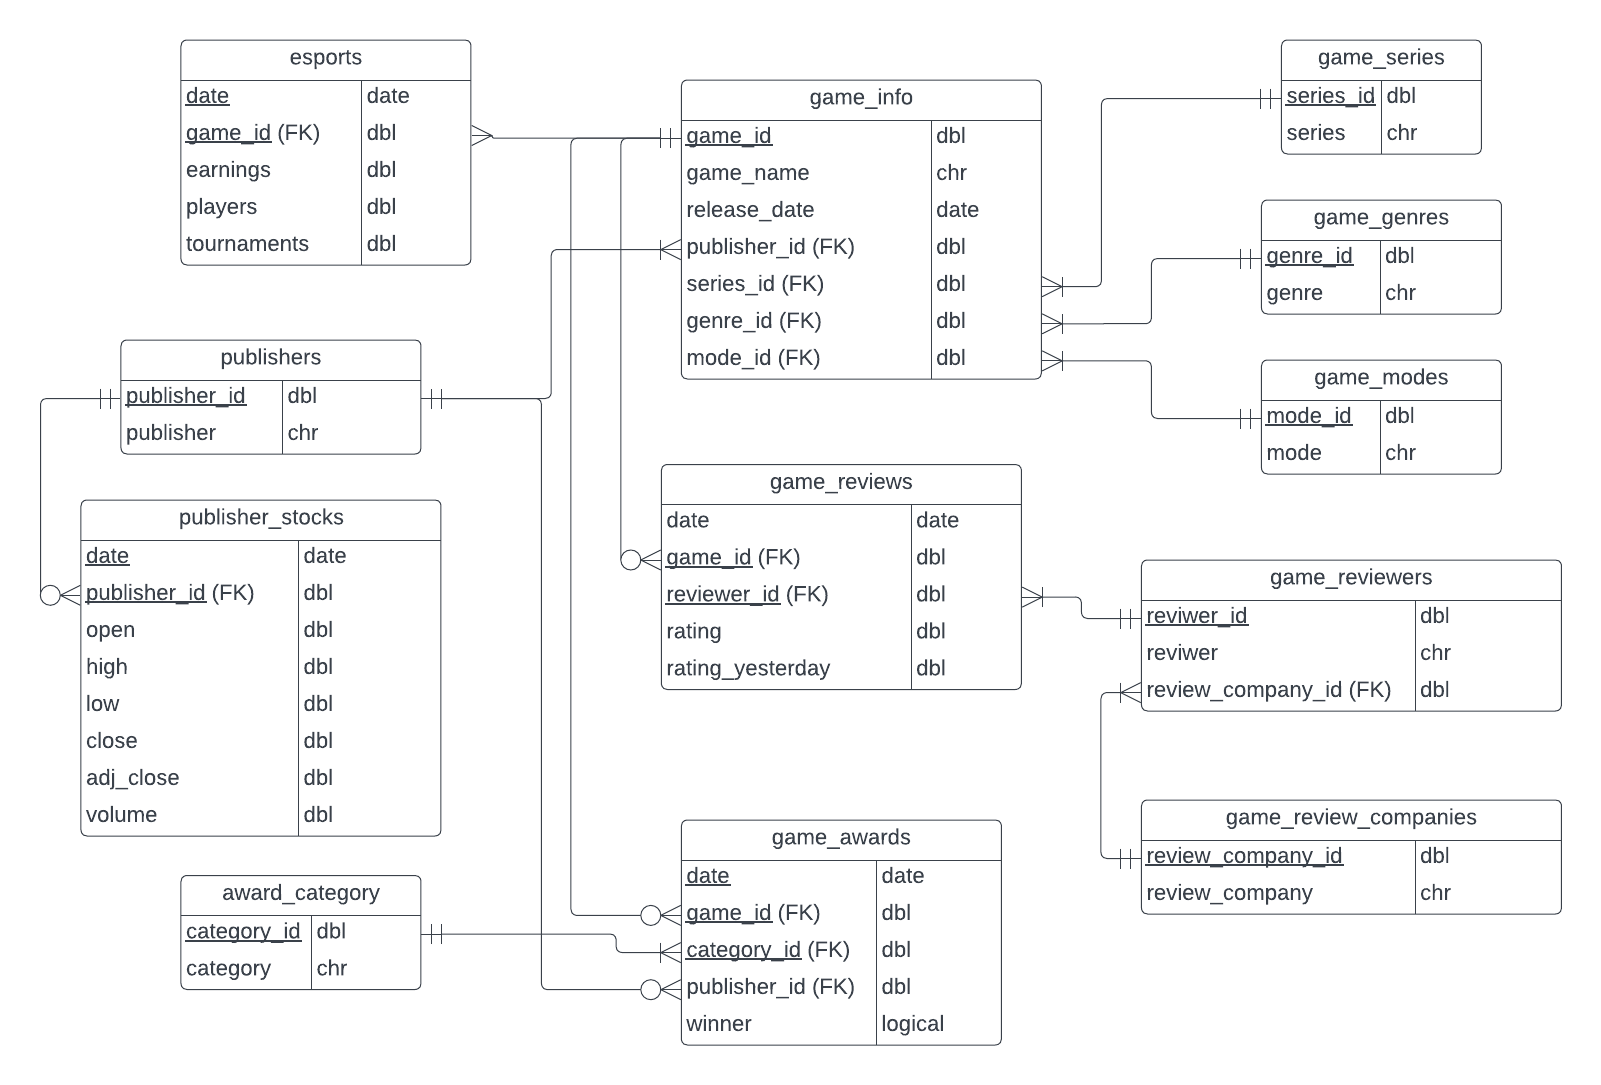 esports
date date
game_id (FK) dbl
earnings dbl
players dbl
tournaments dbl
game_info
game_id dbl
game_name chr
release_date date
publisher_id (FK) dbl
series_id (FK) dbl
genre_id (FK) dbl
mode_id (FK) dbl
game_series
series_id dbl
series chr
game_genres
genre_id dbl
genre chr
game_modes
mode_id dbl
mode chr
publishers
publisher_id dbl
publisher chr
publisher_stocks
date date
publisher_id (FK) dbl
open dbl
high dbl
low dbl
close dbl
adj_close dbl
volume dbl
game_reviews
date date
game_id (FK) dbl
reviewer_id (FK) dbl
rating dbl
rating_yesterday dbl
game_reviewers
reviwer_id dbl
reviwer chr
review_company_id (FK) dbl
game_review_companies
review_company_id dbl
review_company chr
award_category
category_id dbl
category chr
game_awards
date date
game_id (FK) dbl
category_id (FK) dbl
publisher_id (FK) dbl
winner logical